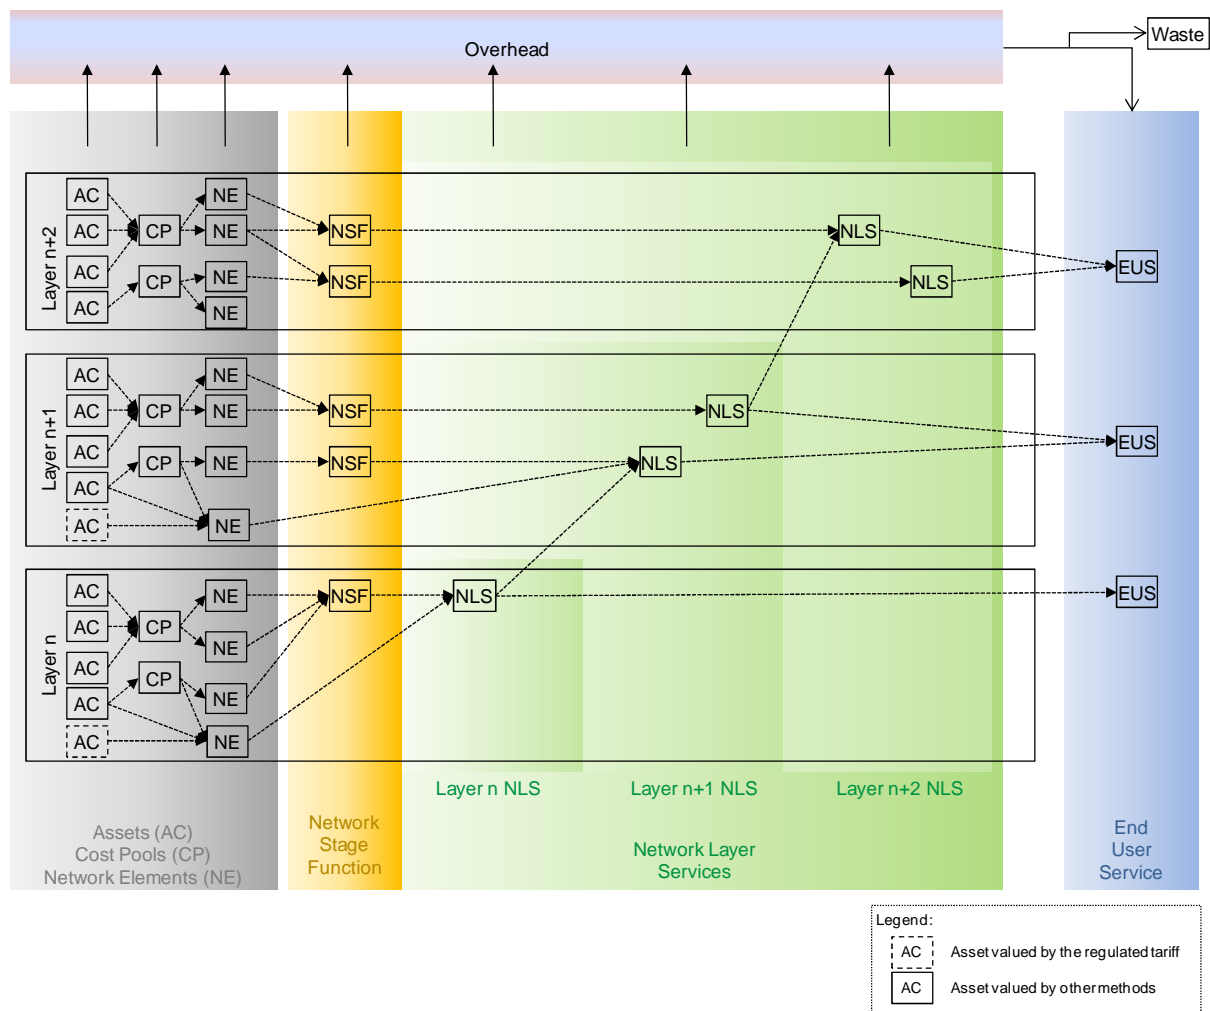 Overhead
Waste
Layer n+2
AC
AC
AC
AC
CP
CP
NE
NE
NE
NE
NSF
NSF
NLS
NLS
EUS
Layer n+1
AC
AC
AC
AC
AC
CP
CP
NE
NE
NE
NE
NSF
NSF
NLS
NLS
EUS
Layer n
AC
AC
AC
AC
AC
CP
CP
NE
NE
NE
NE
NSF
NLS
EUS
Layer n NLS
Layer n+1 NLS
Layer n+2 NLS
Assets (AC)
Cost Pools (CP)
Network Elements (NE)
Network
Stage
Function
Network Layer
Services
End
User
Service
Legend:
AC
Asset valued by the regulated tariff
AC
Asset valued by other methods